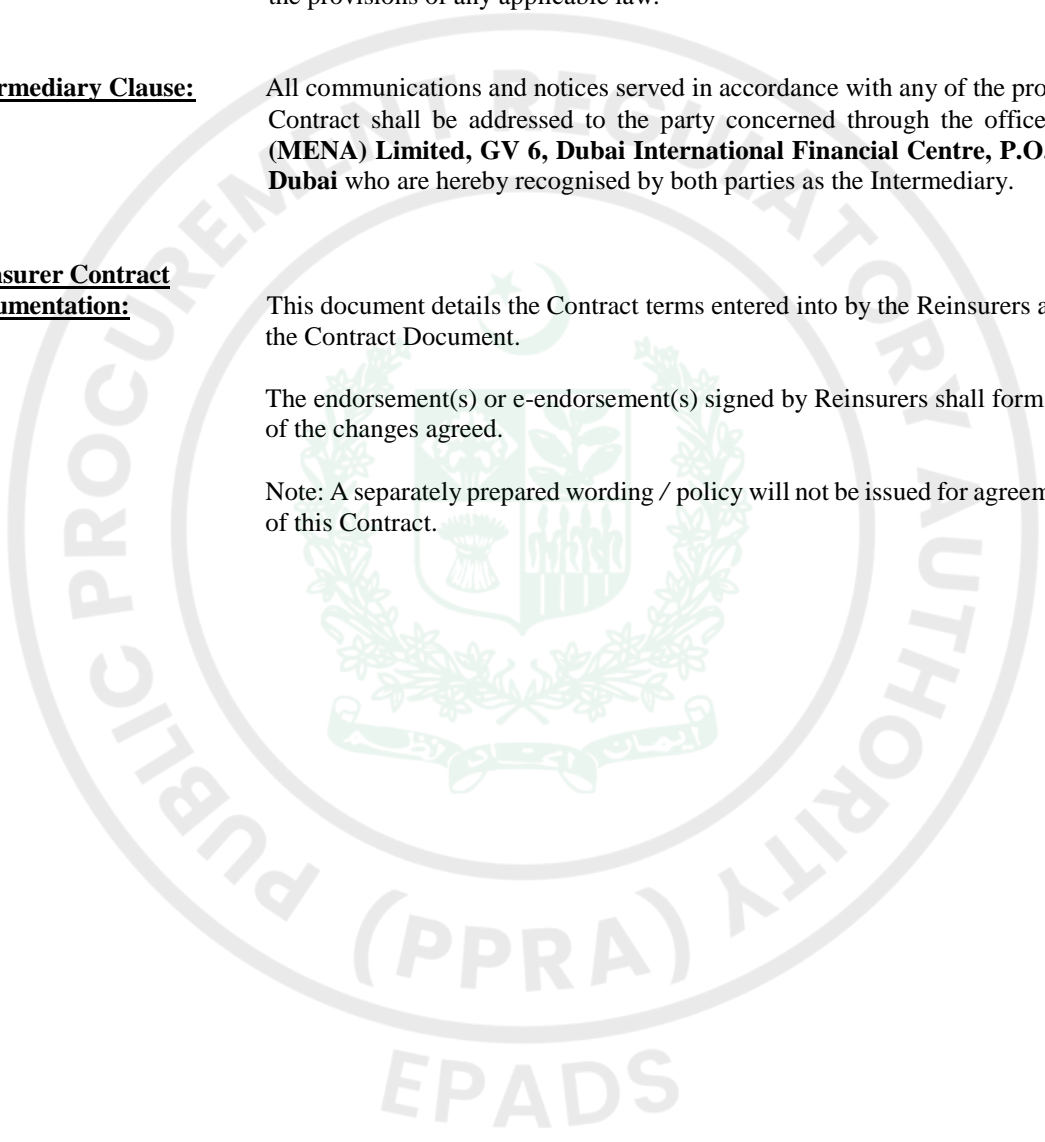 the provisions of any applicable law.
rmediary Clause: All communications and notices served in accordance with any of the pro
Contract shall be addressed to the party concerned through the office
(MENA) Limited, GV 6, Dubai International Financial Centre, P.O.
Dubai who are hereby recognised by both parties as the Intermediary.
nsurer Contract
umentation: This document details the Contract terms entered into by the Reinsurers a
the Contract Document.
The endorsement(s) or e-endorsement(s) signed by Reinsurers shall form
of the changes agreed.
Note: A separately prepared wording / policy will not be issued for agreem
of this Contract.
PUBLIC PROCUREMENT REGULATORY AUTHORITY
(PPRA)
EPADS